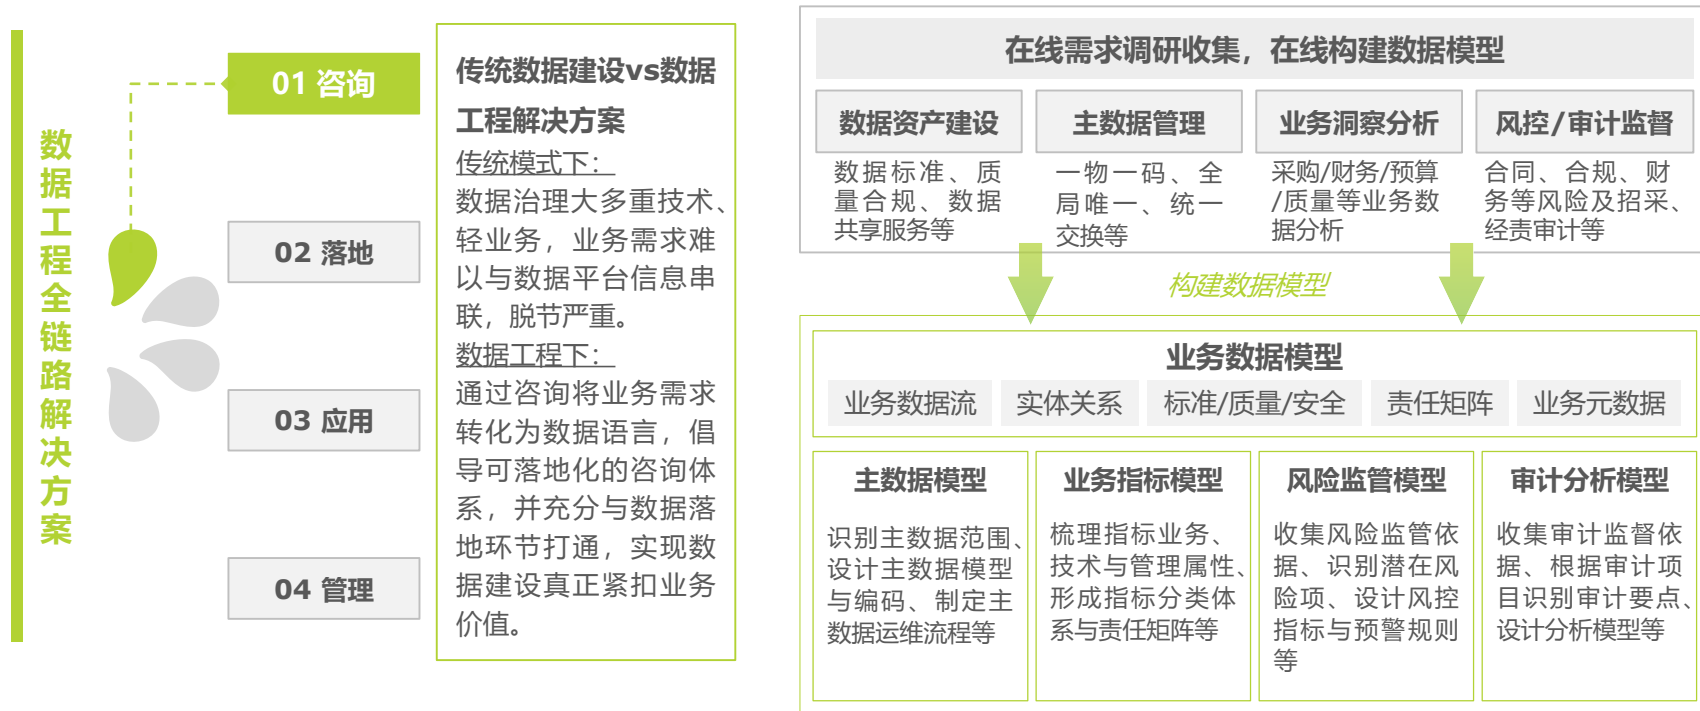 数据工程全链路解决方案
01 咨询
02 落地
03 应用
04 管理
传统数据建设vs数据
工程解决方案
传统模式下：
数据治理大多重技术、
轻业务，业务需求难
以与数据平台信息串
联，脱节严重。
数据工程下：
通过咨询将业务需求
转化为数据语言，倡
导可落地化的咨询体
系，并充分与数据落
地环节打通，实现数
据建设真正紧扣业务
价值。
在线需求调研收集，在线构建数据模型
数据资产建设
数据标准、质
量合规、数据
共享服务等
主数据管理
一物一码、全
局唯一、统一
交换等
业务洞察分析
采购/财务/预算
/质量等业务数
据分析
风控/审计监督
合同、合规、财
务等风险及招采、
经责审计等
构建数据模型
业务数据模型
业务数据流
实体关系
标准/质量/安全
责任矩阵
业务元数据
主数据模型
识别主数据范围、
设计主数据模型
与编码、制定主
数据运维流程等
业务指标模型
梳理指标业务、
技术与管理属性、
形成指标分类体
系与责任矩阵等
风险监管模型
收集风险监管依
据、识别潜在风
险项、设计风控
指标与预警规则
等
审计分析模型
收集审计监督依
据、根据审计项
目识别审计要点、
设计分析模型等